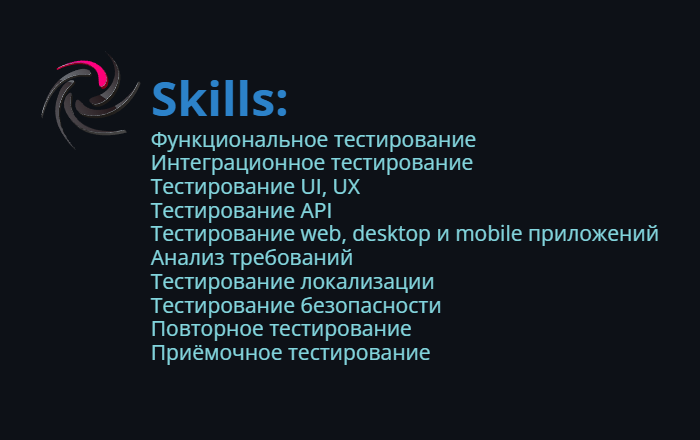 Skills:
Функциональное тестирование
Интеграционное тестирование
Тестирование UI, UX
Тестирование API
Тестирование web, desktop и mobile приложений
Анализ требований
Тестирование локализации
Тестирование безопасности
Повторное тестирование
Приёмочное тестирование